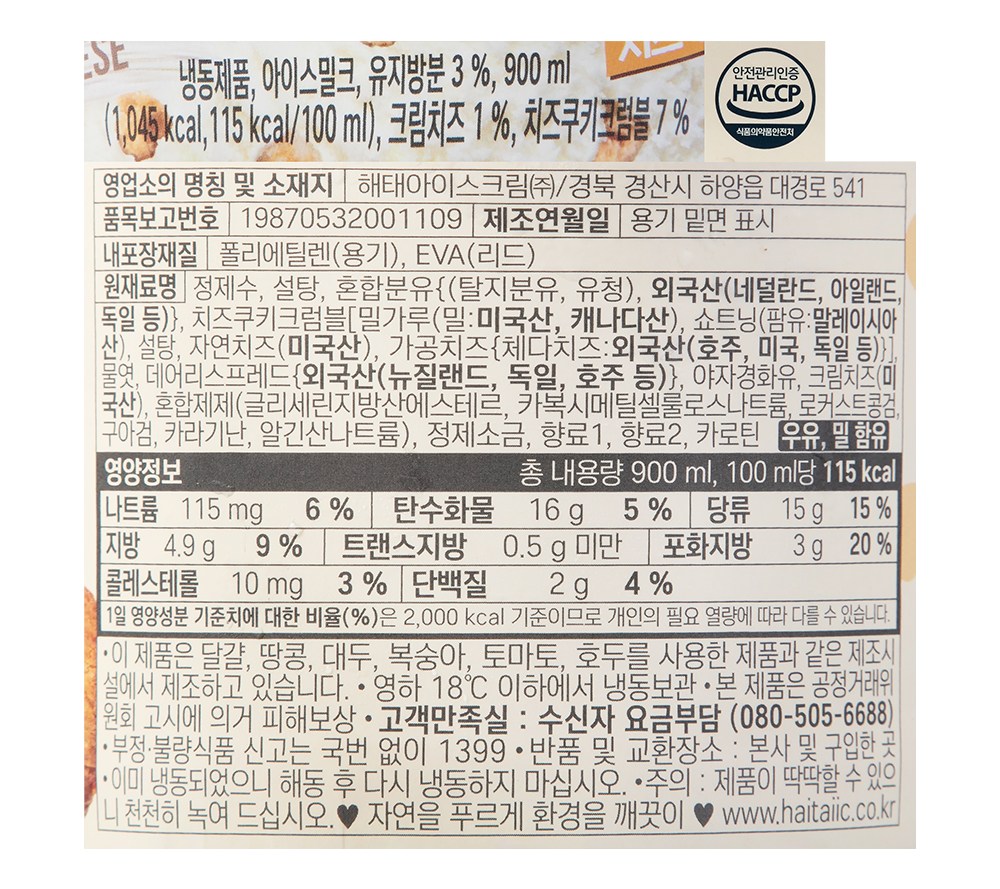 ESE
치즈
냉동제품, 아이스밀크, 유지방분 3 %, 900 ml
(1,045 kcal, 115 kcal/100 ml), 크림치즈 1 %, 치즈쿠키크럼블 7 %
안전관리인증
HACCP
식품의약품안전처
영업소의 명칭 및 소재지 해태아이스크림㈜/경북 경산시 하양읍 대경로 541
품목보고번호 19870532001109 제조연월일 용기 밑면 표시
내포장재질 폴리에틸렌(용기), EVA(리드)
원재료명 정제수, 설탕, 혼합분유{(탈지분유, 유청), 외국산(네덜란드, 아일랜드,
독일 등)}, 치즈쿠키크럼블[밀가루(밀:미국산, 캐나다산), 쇼트닝(팜유:말레이시아
산), 설탕, 자연치즈(미국산), 가공치즈{체다치즈:외국산(호주, 미국, 독일 등)}],
물엿, 데어리스프레드{외국산(뉴질랜드, 독일, 호주 등)}, 야자경화유, 크림치즈(미
국산), 혼합제제(글리세린지방산에스테르, 카복시메틸셀룰로스나트륨, 로커스트콩검,
구아검, 카라기난, 알긴산나트륨), 정제소금, 향료1, 향료2, 카로틴 우유, 밀 함유
영양정보 총 내용량 900 ml, 100 ml당 115 kcal
나트륨 115 mg 6 % 탄수화물 16 g 5 % 당류 15 g 15 %
지방 4.9 g 9 % 트랜스지방 0.5 g 미만 포화지방 3 g 20 %
콜레스테롤 10 mg 3 % 단백질 2 g 4 %
1일 영양성분 기준치에 대한 비율(%)은 2,000 kcal 기준이므로 개인의 필요 열량에 따라 다를 수 있습니다.
•이 제품은 달걀, 땅콩, 대두, 복숭아, 토마토, 호두를 사용한 제품과 같은 제조시
설에서 제조하고 있습니다. •영하 18℃ 이하에서 냉동보관 •본 제품은 공정거래위
원회 고시에 의거 피해보상 •고객만족실 : 수신자 요금부담 (080-505-6688)
•부정·불량식품 신고는 국번 없이 1399 •반품 및 교환장소 : 본사 및 구입한 곳
•이미 냉동되었으니 해동 후 다시 냉동하지 마십시오. •주의 : 제품이 딱딱할 수 있으
니 천천히 녹여 드십시오. ♥ 자연을 푸르게 환경을 깨끗이 ♥ www.haitaiic.co.kr